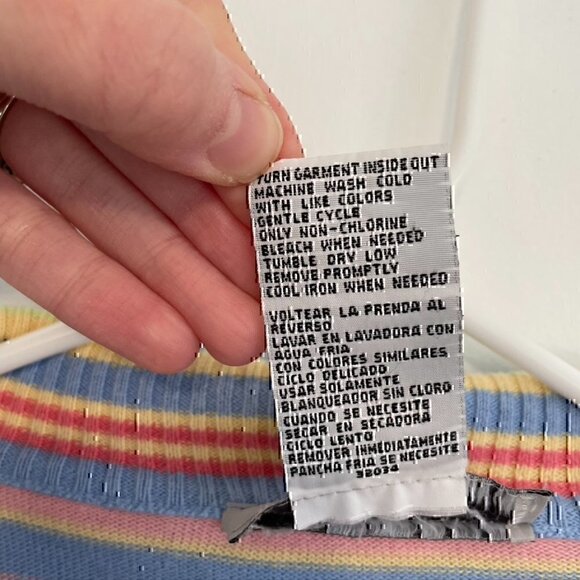 TURN GARMENT INSIDE OUT
MACHINE WASH COLD
WITH LIKE COLORS
GENTLE CYCLE
ONLY NON-CHLORINE
BLEACH WHEN NEEDED
TUMBLE DRY LOW
REMOVE PROMPTLY
COOL IRON WHEN NEEDED
VOLTEAR LA PRENDA AL
REVERSO
LAVAR EN LAVADORA CON
AGUA FRIA
CON COLORES SIMILARES
CICLO DELICADO
USAR SOLAMENTE
BLANQUEADOR SIN CLORO
CUANDO SE NECESITE
SECAR EN SECADORA
CICLO LENTO
REMOVER INMEDIATAMENTE
PANCHA FRIA SE NECESITE
32034